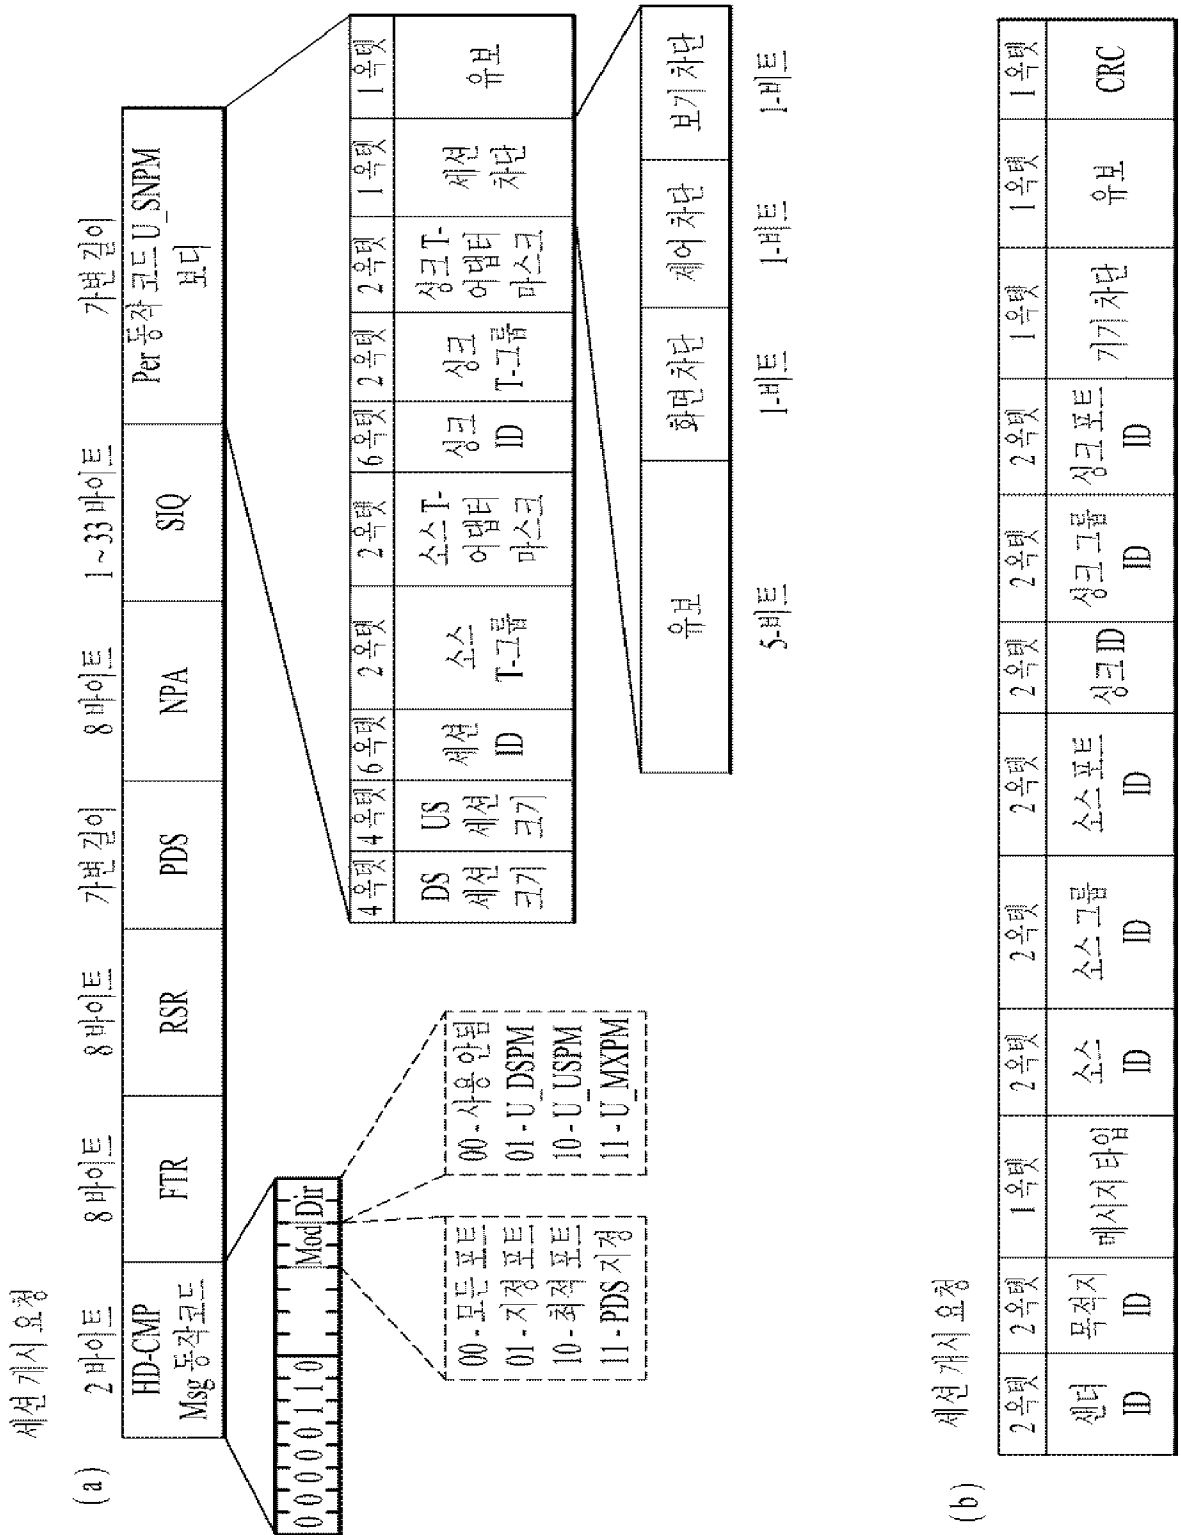 세션 개시 요청
(a)
2 바이트
8 바이트
8 바이트
가변 길이
8 바이트
1~33 바이트
가변 길이
HD-CMP
Msg 동작코드
FTR
RSR
PDS
NPA
SIQ
Per 동작 코드 U_SNPM
보디
0 0 0 0 0 1 1 0
Mod
Dir
00 - 모든 포트
01 - 지정 포트
10 - 최적 포트
11 - PDS 지정
00 - 사용 안됨
01 - U_DSPM
10 - U_USPM
11 - U_MXPM
4 옥텟
4 옥텟
6 옥텟
2 옥텟
2 옥텟
6 옥텟
2 옥텟
2 옥텟
1 옥텟
1 옥텟
DS
세션
크기
US
세션
크기
세션
ID
소스
T-그룹
소스 T-
어댑터
마스크
싱크
ID
싱크
T-그룹
싱크 T-
어댑터
마스크
세션
차단
유보
유보
화면 차단
제어 차단
보기 차단
5-비트
1-비트
1-비트
1-비트
세션 개시 요청
(b)
2 옥텟
2 옥텟
1 옥텟
2 옥텟
2 옥텟
2 옥텟
2 옥텟
2 옥텟
2 옥텟
1 옥텟
1 옥텟
1 옥텟
센더
ID
목적지
ID
메시지 타입
소스
ID
소스 그룹
ID
소스 포트
ID
싱크 ID
싱크 그룹
ID
싱크 포트
ID
기기 차단
유보
CRC